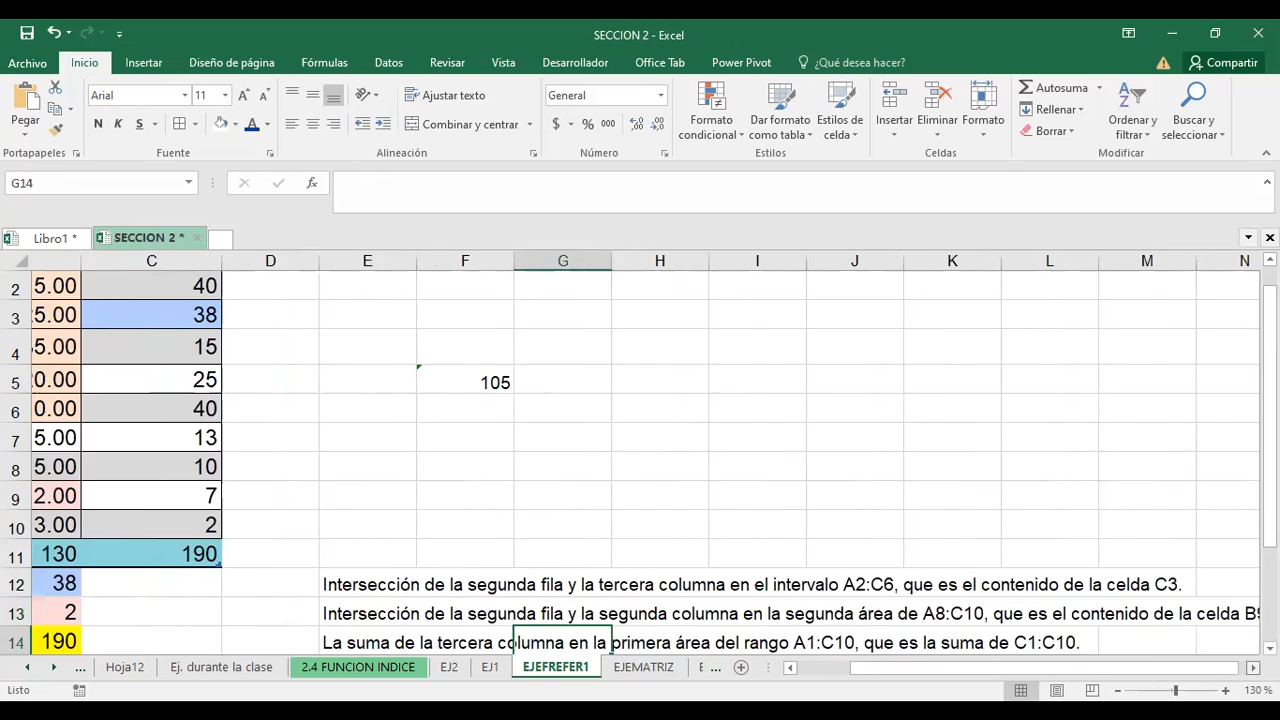 SECCION 2 - Excel
Archivo Inicio Insertar Diseño de página Fórmulas Datos Revisar Vista Desarrollador Office Tab Power Pivot ¿Qué desea hacer? Compartir
Pegar
Arial 11
N K S
Ajustar texto
Combinar y centrar
General
$ % 000
Formato condicional
Dar formato como tabla
Estilos de celda
Insertar Eliminar Formato
Autosuma
Rellenar
Borrar
Ordenar y filtrar
Buscar y seleccionar
Portapapeles Fuente Alineación Número Estilos Celdas Modificar
G14 fx
Libro1 * SECCION 2 *
C D E F G H I J K L M N
2 5.00 40
3 25.00 38
4 5.00 15
5 20.00 25 105
6 0.00 40
7 5.00 13
8 5.00 10
9 2.00 7
10 3.00 2
11 130 190
12 38 Intersección de la segunda fila y la tercera columna en el intervalo A2:C6, que es el contenido de la celda C3.
13 2 Intersección de la segunda fila y la segunda columna en la segunda área de A8:C10, que es el contenido de la celda B9
14 190 La suma de la tercera columna en la primera área del rango A1:C10, que es la suma de C1:C10.
... Hoja12 Ej. durante la clase 2.4 FUNCION INDICE EJ2 EJ1 EJEFREFER1 EJEMATRIZ E ...
Listo 130 %